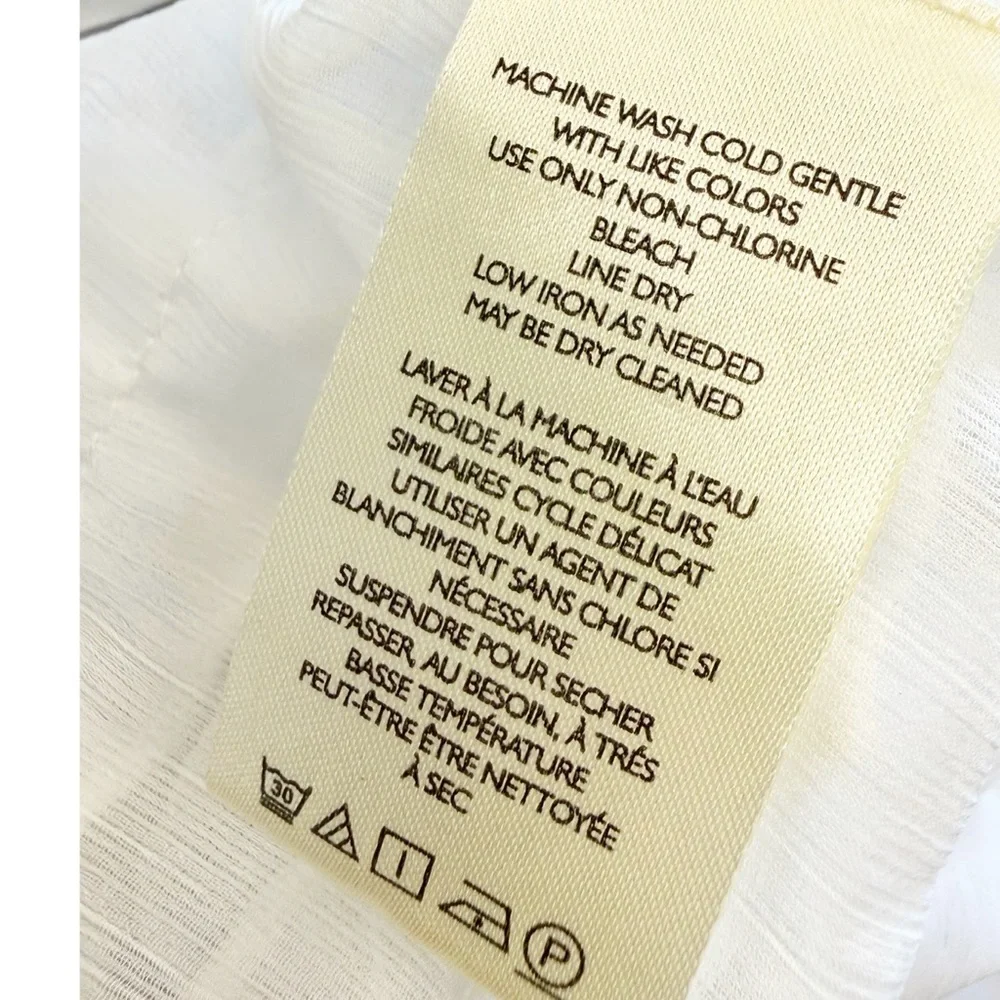 MACHINE WASH COLD GENTLE
WITH LIKE COLORS
USE ONLY NON-CHLORINE
BLEACH
LINE DRY
LOW IRON AS NEEDED
MAY BE DRY CLEANED
LAVER À LA MACHINE À L'EAU
FROIDE AVEC COULEURS
SIMILAIRES CYCLE DÉLICAT
UTILISER UN AGENT DE
BLANCHIMENT SANS CHLORE SI
NÉCESSAIRE
SUSPENDRE POUR SECHER
REPASSER, AU BESOIN, À TRÉS
BASSE TEMPÉRATURE
PEUT-ÊTRE ÊTRE NETTOYÉE
À SEC
30
P